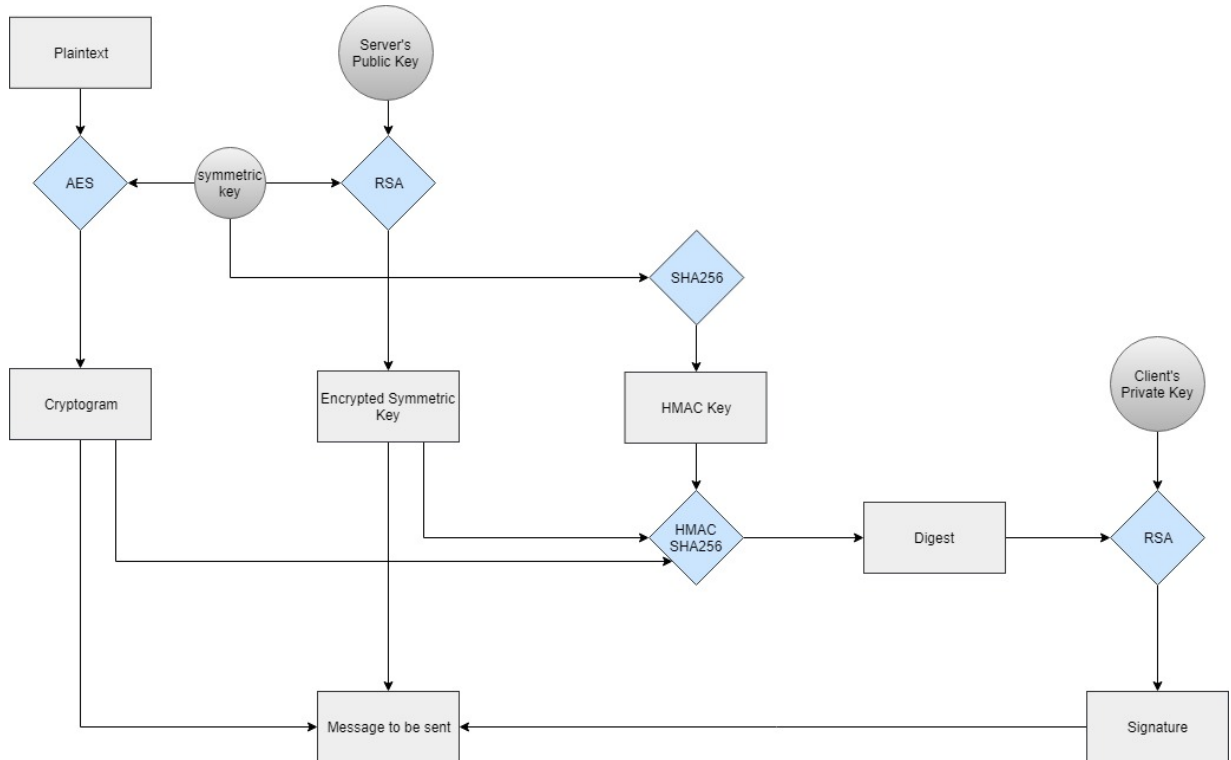 Plaintext
Server's
Public Key
AES
symmetric
key
RSA
SHA256
Cryptogram
Encrypted Symmetric
Key
HMAC Key
Client's
Private Key
HMAC
SHA256
Digest
RSA
Message to be sent
Signature